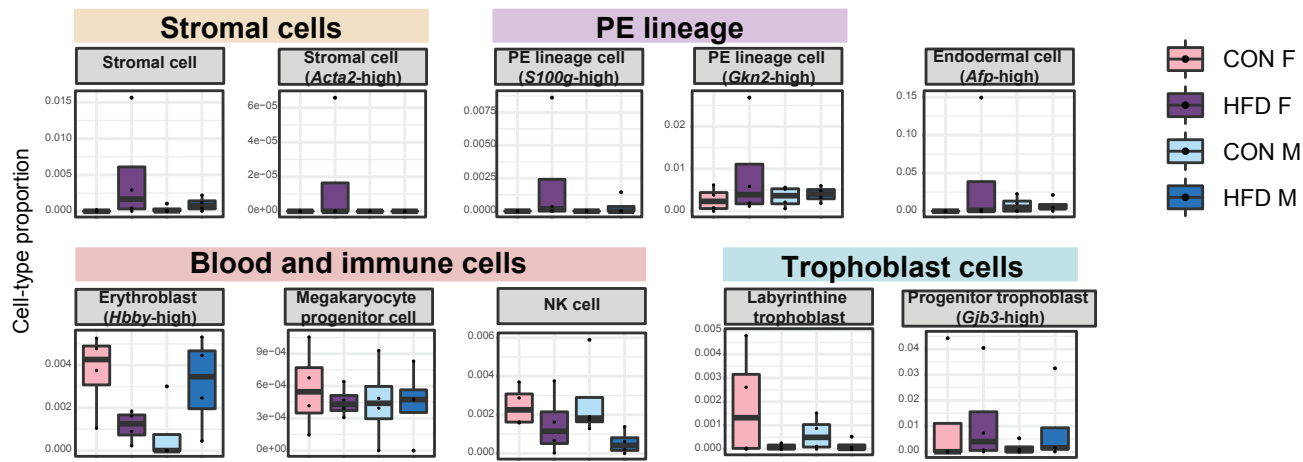 Stromal cells
PE lineage
Stromal cell
Stromal cell
(Acta2-high)
PE lineage cell
(S100g-high)
PE lineage cell
(Gkn2-high)
Endodermal cell
(Afp-high)
0.015
0.010
0.005
0.000
6e-05
4e-05
2e-05
0e+00
0.0075
0.0050
0.0025
0.0000
0.02
0.01
0.00
0.15
0.10
0.05
0.00
CON F
HFD F
CON M
HFD M
Cell-type proportion
Blood and immune cells
Trophoblast cells
Erythroblast
(Hbby-high)
Megakaryocyte
progenitor cell
NK cell
Labyrinthine
trophoblast
Progenitor trophoblast
(Gjb3-high)
0.004
0.002
0.000
9e-04
6e-04
3e-04
0e+00
0.006
0.004
0.002
0.000
0.005
0.004
0.003
0.002
0.001
0.000
0.04
0.03
0.02
0.01
0.00